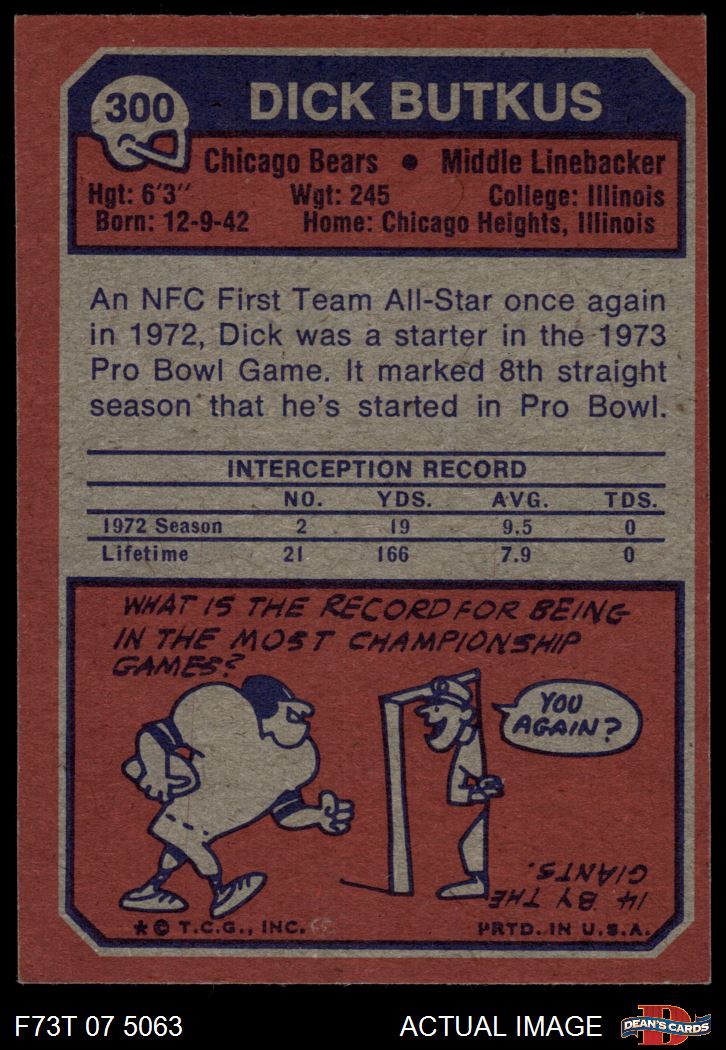 300
DICK BUTKUS
Chicago Bears • Middle Linebacker
Hgt: 6'3" Wgt: 245 College: Illinois
Born: 12-9-42 Home: Chicago Heights, Illinois
An NFC First Team All-Star once again
in 1972, Dick was a starter in the 1973
Pro Bowl Game. It marked 8th straight
season that he's started in Pro Bowl.
INTERCEPTION RECORD
NO. YDS. AVG. TDS.
1972 Season 2 19 9.5 0
Lifetime 21 166 7.9 0
WHAT IS THE RECORD FOR BEING
IN THE MOST CHAMPIONSHIP
GAMES?
YOU
AGAIN?
14 BY THE
GIANTS.
* © T.C.G., INC. PRTD. IN U.S.A.
F73T 07 5063 ACTUAL IMAGE
D
DEAN'S CARDS